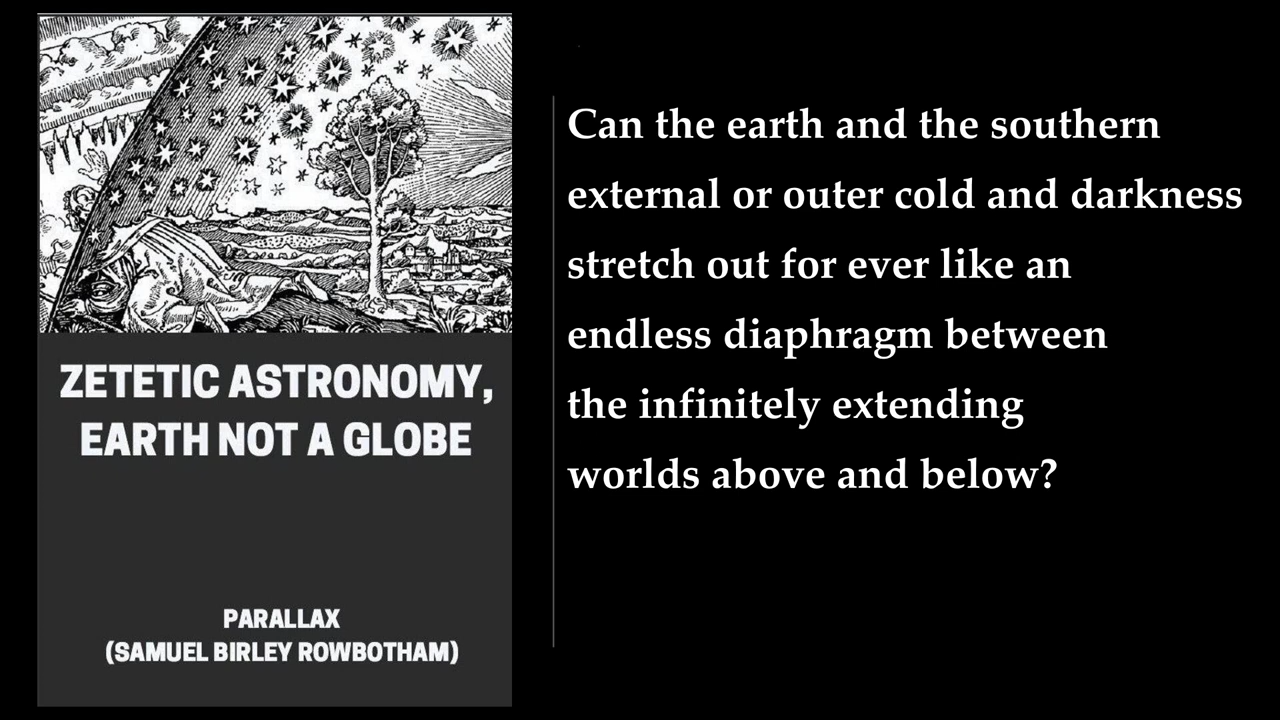 ZETETIC ASTRONOMY,
EARTH NOT A GLOBE
PARALLAX
(SAMUEL BIRLEY ROWBOTHAM)
Can the earth and the southern
external or outer cold and darkness
stretch out for ever like an
endless diaphragm between
the infinitely extending
worlds above and below?